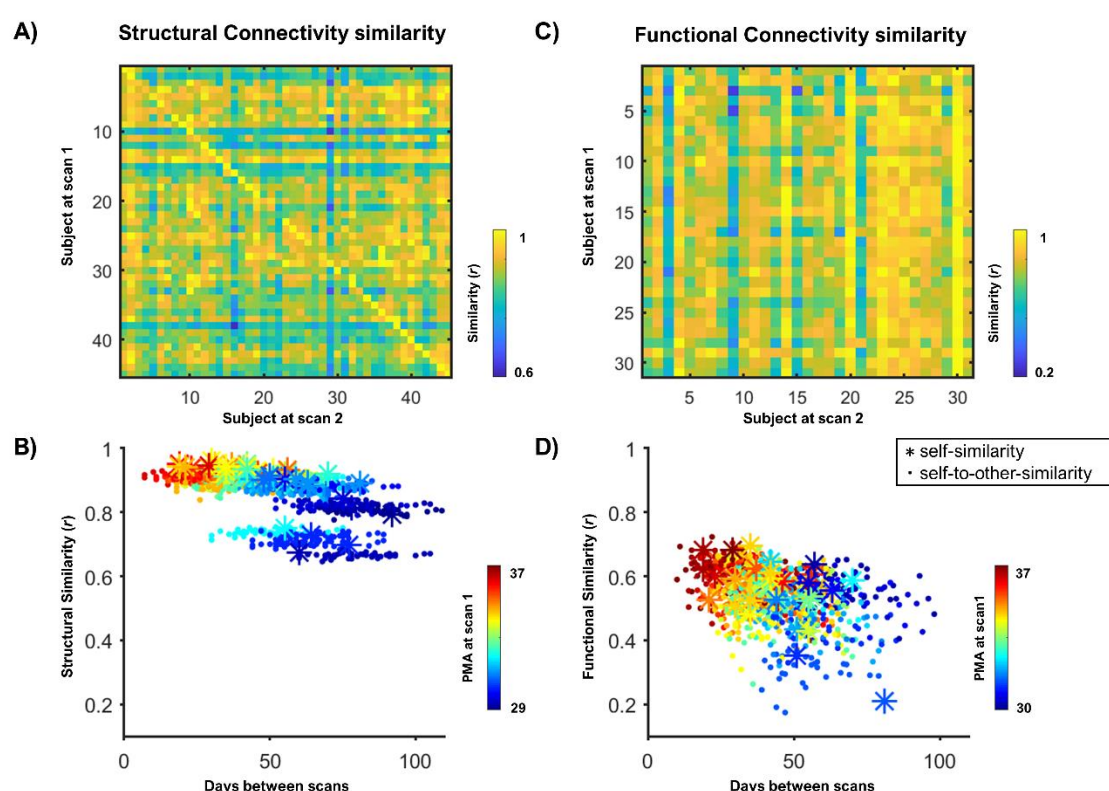 A)
Structural Connectivity similarity
Subject at scan 1
10
20
30
40
10
20
30
40
Subject at scan 2
Similarity (r)
1
0.6
C)
Functional Connectivity similarity
Subject at scan 1
5
10
15
20
25
30
5
10
15
20
25
30
Subject at scan 2
Similarity (r)
1
0.2
B)
Structural Similarity (r)
1
0.8
0.6
0.4
0.2
0
50
100
Days between scans
PMA at scan 1
37
29
D)
* self-similarity
• self-to-other-similarity
Functional Similarity (r)
1
0.8
0.6
0.4
0.2
0
50
100
Days between scans
PMA at scan1
37
30